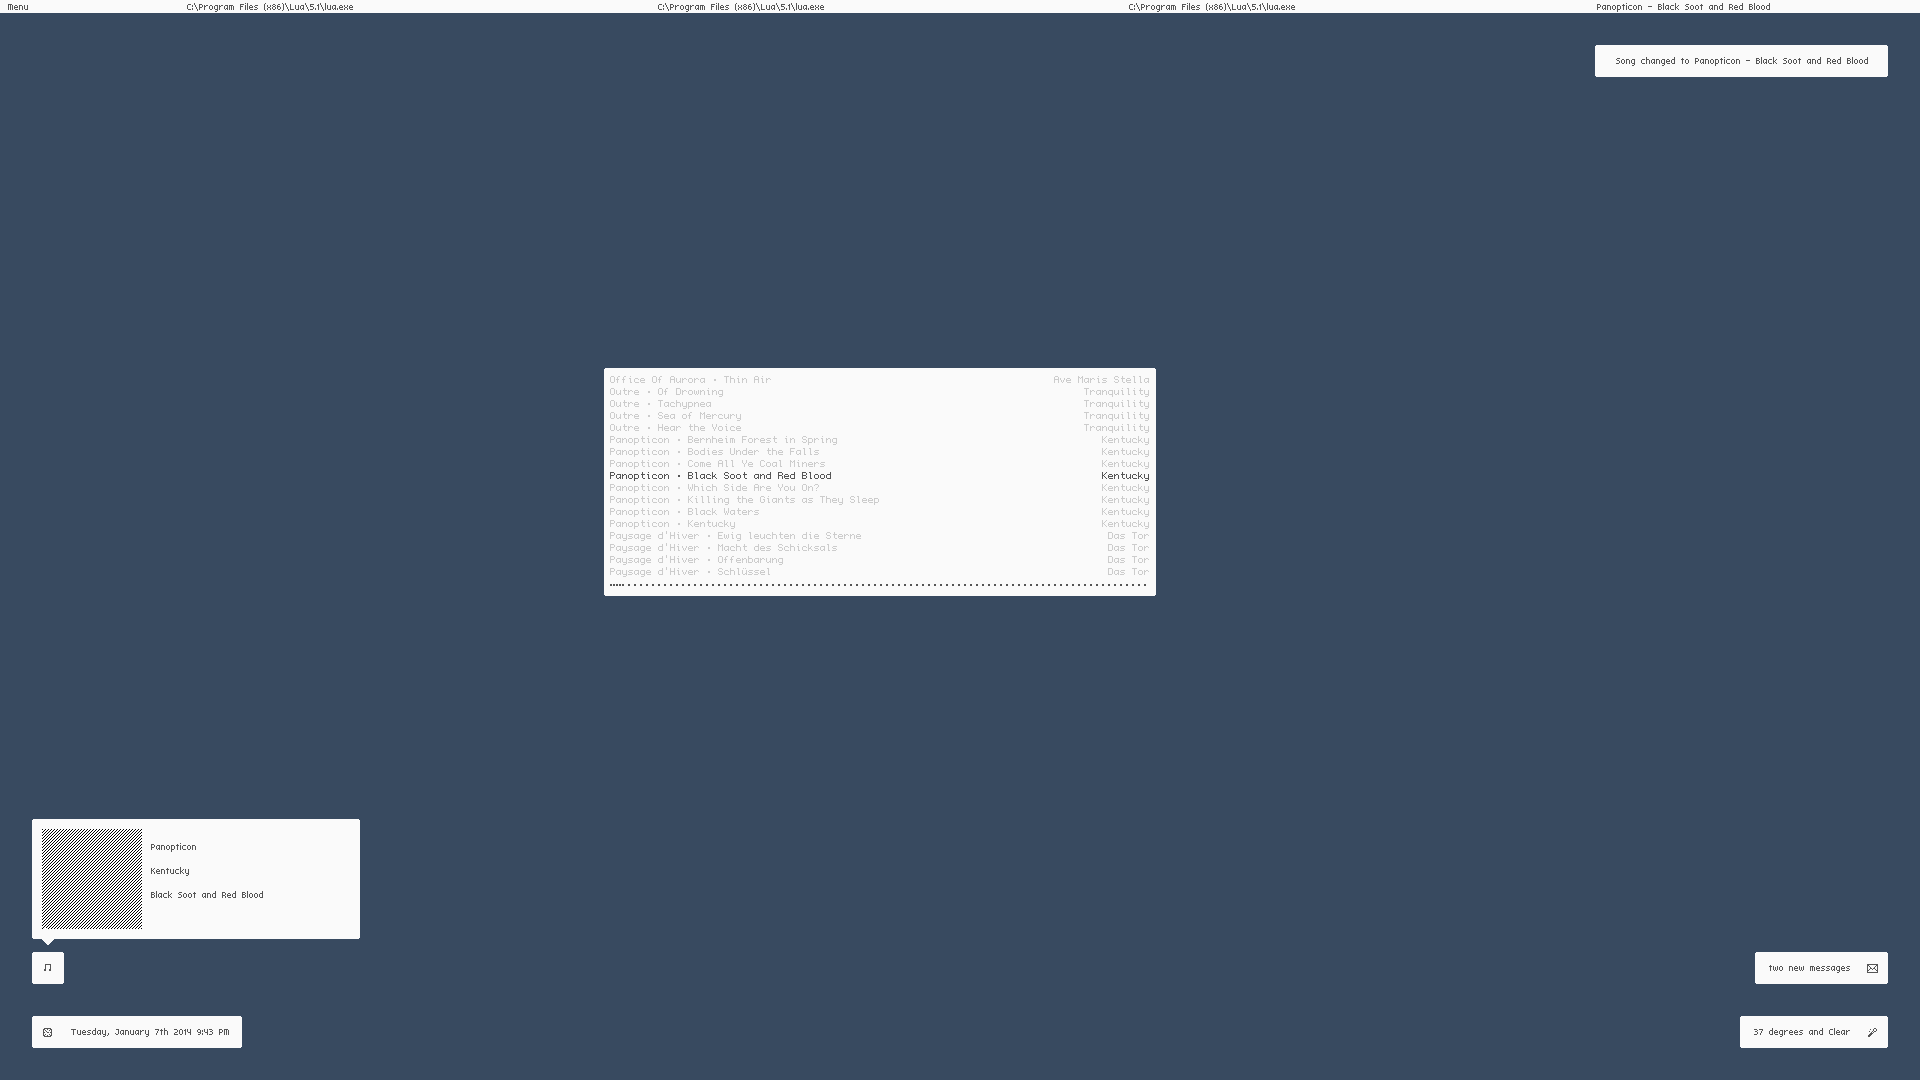 Menu
C:\Program Files (x86)\Lua\5.1\lua.exe
C:\Program Files (x86)\Lua\5.1\lua.exe
C:\Program Files (x86)\Lua\5.1\lua.exe
Panopticon - Black Soot and Red Blood
Song changed to Panopticon - Black Soot and Red Blood
Office Of Aurora · Thin Air Ave Maris Stella
Outre · Of Drowning Tranquility
Outre · Tachypnea Tranquility
Outre · Sea of Mercury Tranquility
Outre · Hear the Voice Tranquility
Panopticon · Bernheim Forest in Spring Kentucky
Panopticon · Bodies Under the Falls Kentucky
Panopticon · Come All Ye Coal Miners Kentucky
Panopticon · Black Soot and Red Blood Kentucky
Panopticon · Which Side Are You On? Kentucky
Panopticon · Killing the Giants as They Sleep Kentucky
Panopticon · Black Waters Kentucky
Panopticon · Kentucky Kentucky
Paysage d'Hiver · Ewig leuchten die Sterne Das Tor
Paysage d'Hiver · Macht des Schicksals Das Tor
Paysage d'Hiver · Offenbarung Das Tor
Paysage d'Hiver · Schlüssel Das Tor
Panopticon
Kentucky
Black Soot and Red Blood
two new messages
Tuesday, January 7th 2014 9:43 PM
37 degrees and Clear